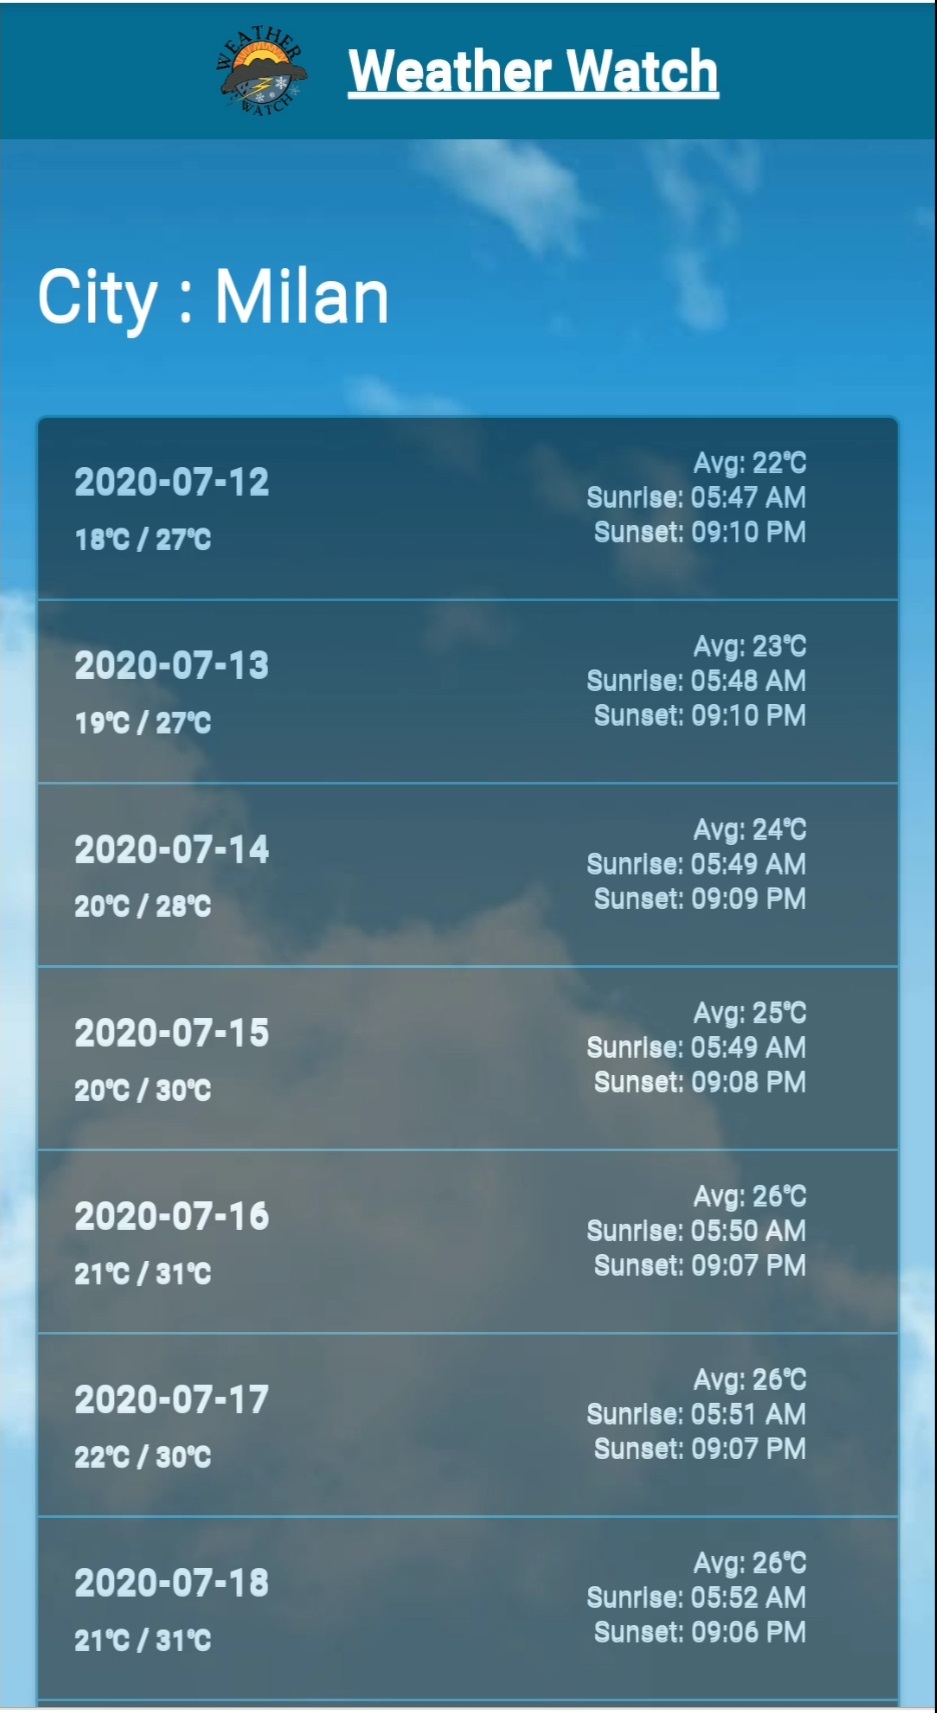 WEATHER
WATCH
Weather Watch
City : Milan
2020-07-12
18°C / 27°C
Avg: 22°C
Sunrise: 05:47 AM
Sunset: 09:10 PM
2020-07-13
19°C / 27°C
Avg: 23°C
Sunrise: 05:48 AM
Sunset: 09:10 PM
2020-07-14
20°C / 28°C
Avg: 24°C
Sunrise: 05:49 AM
Sunset: 09:09 PM
2020-07-15
20°C / 30°C
Avg: 25°C
Sunrise: 05:49 AM
Sunset: 09:08 PM
2020-07-16
21°C / 31°C
Avg: 26°C
Sunrise: 05:50 AM
Sunset: 09:07 PM
2020-07-17
22°C / 30°C
Avg: 26°C
Sunrise: 05:51 AM
Sunset: 09:07 PM
2020-07-18
21°C / 31°C
Avg: 26°C
Sunrise: 05:52 AM
Sunset: 09:06 PM